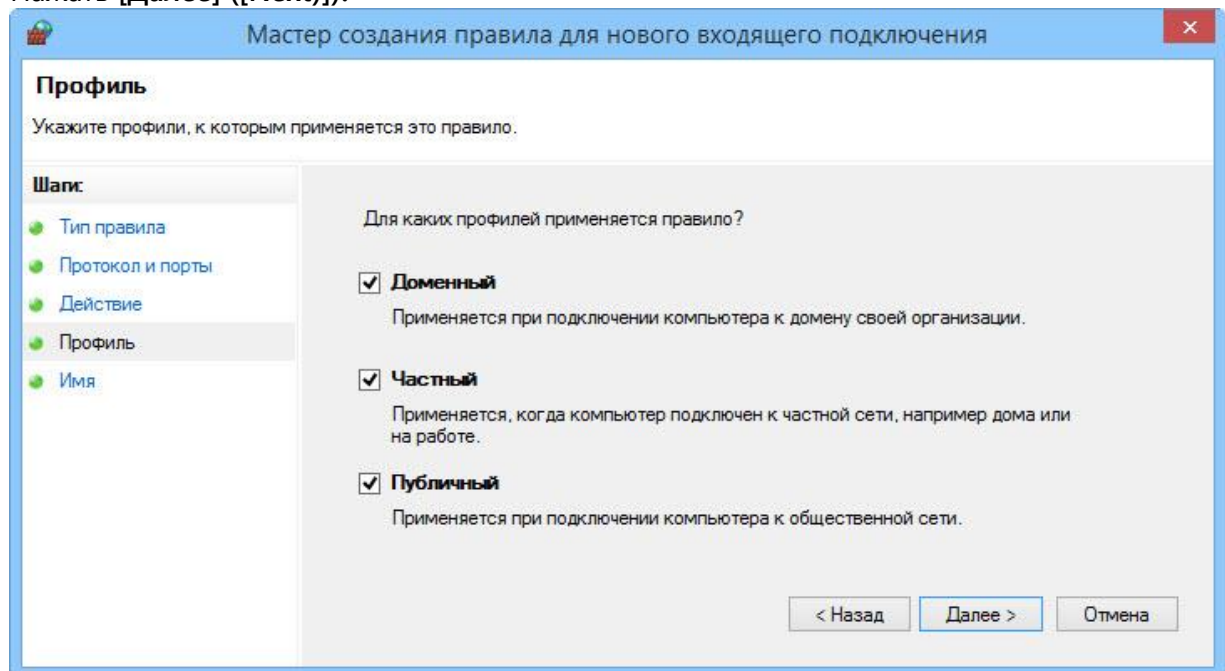 Нажать [Далее] ([Next)]).
Мастер создания правила для нового входящего подключения
Профиль
Укажите профили, к которым применяется это правило.
Шаги:
Тип правила
Протокол и порты
Действие
Профиль
Имя
Для каких профилей применяется правило?
Доменный
Применяется при подключении компьютера к домену своей организации.
Частный
Применяется, когда компьютер подключен к частной сети, например дома или
на работе.
Публичный
Применяется при подключении компьютера к общественной сети.
< Назад
Далее >
Отмена